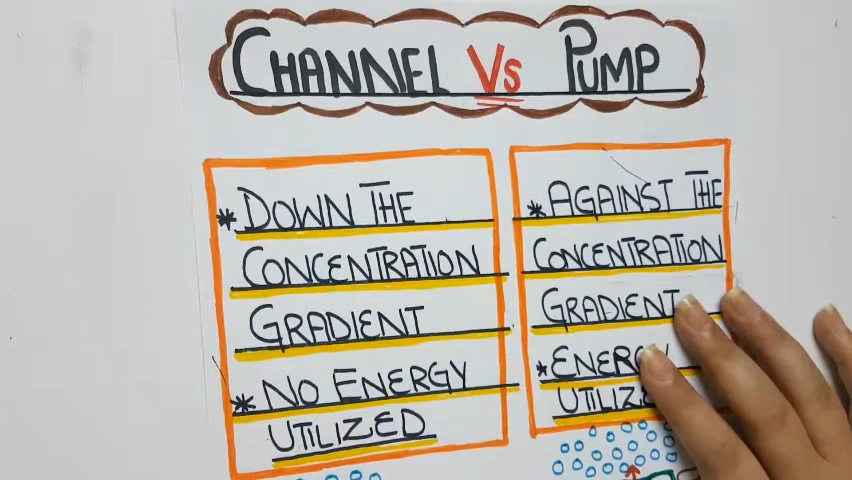 CHANNEL Vs PUMP
* DOWN THE
CONCENTRATION
GRADIENT
* NO ENERGY
UTILIZED
* AGAINST THE
CONCENTRATION
GRADIENT